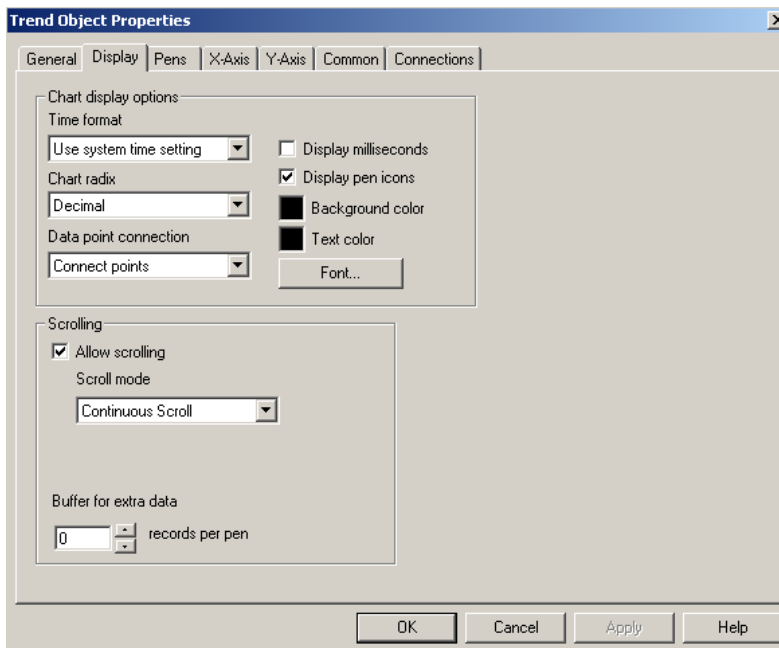 Trend Object Properties
General Display Pens X-Axis Y-Axis Common Connections
Chart display options
Time format
Use system time setting
Display milliseconds
Chart radix
Display pen icons
Decimal
Background color
Data point connection
Text color
Connect points
Font...
Scrolling
Allow scrolling
Scroll mode
Continuous Scroll
Buffer for extra data
0 records per pen
OK Cancel Apply Help